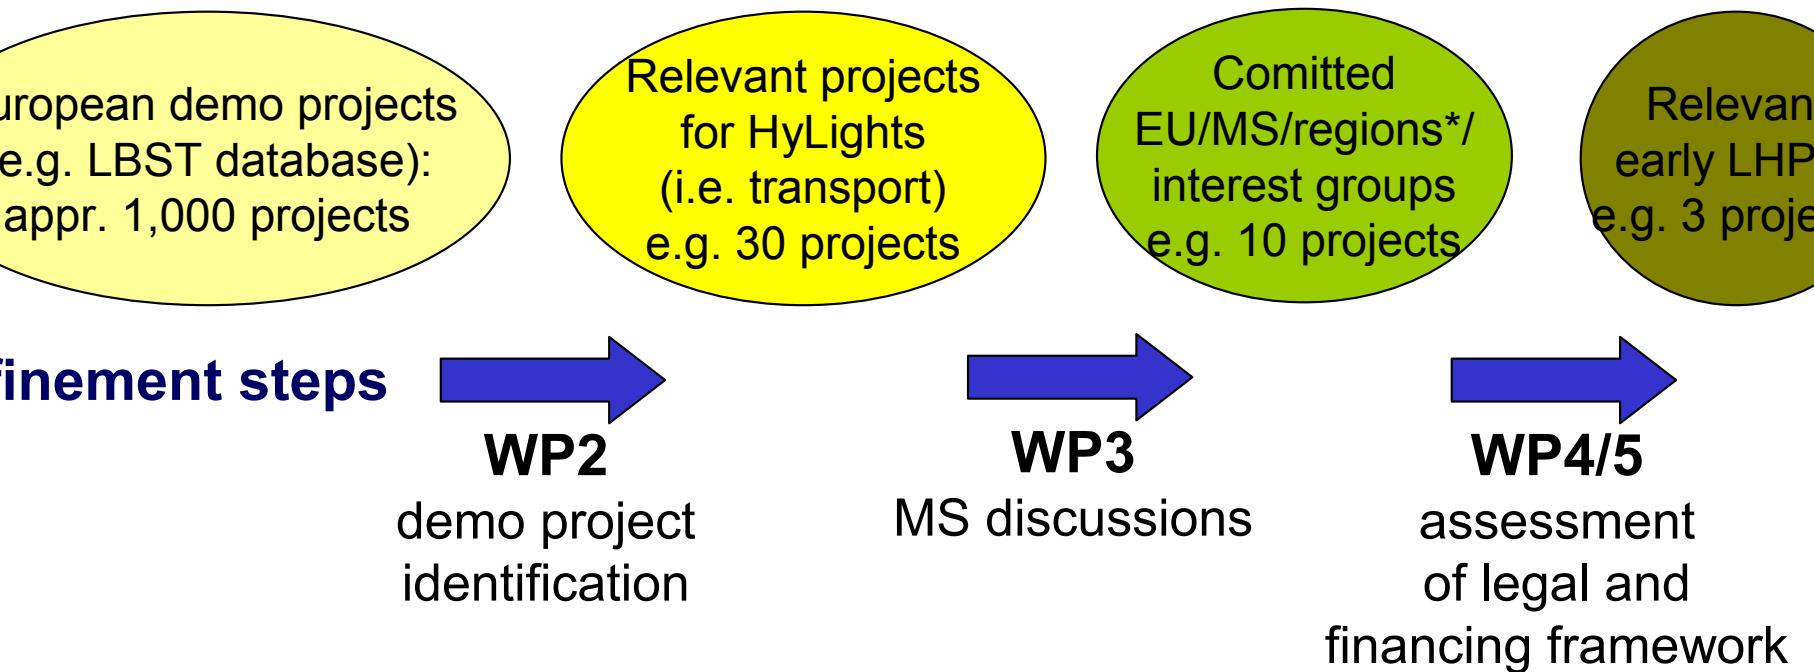 uropean demo projects
e.g. LBST database):
appr. 1,000 projects
Relevant projects
for HyLights
(i.e. transport)
e.g. 30 projects
Comitted
EU/MS/regions*/
interest groups
e.g. 10 projects
Relevan
early LHP
e.g. 3 proje
finement steps
WP2
demo project
identification
WP3
MS discussions
WP4/5
assessment
of legal and
financing framework